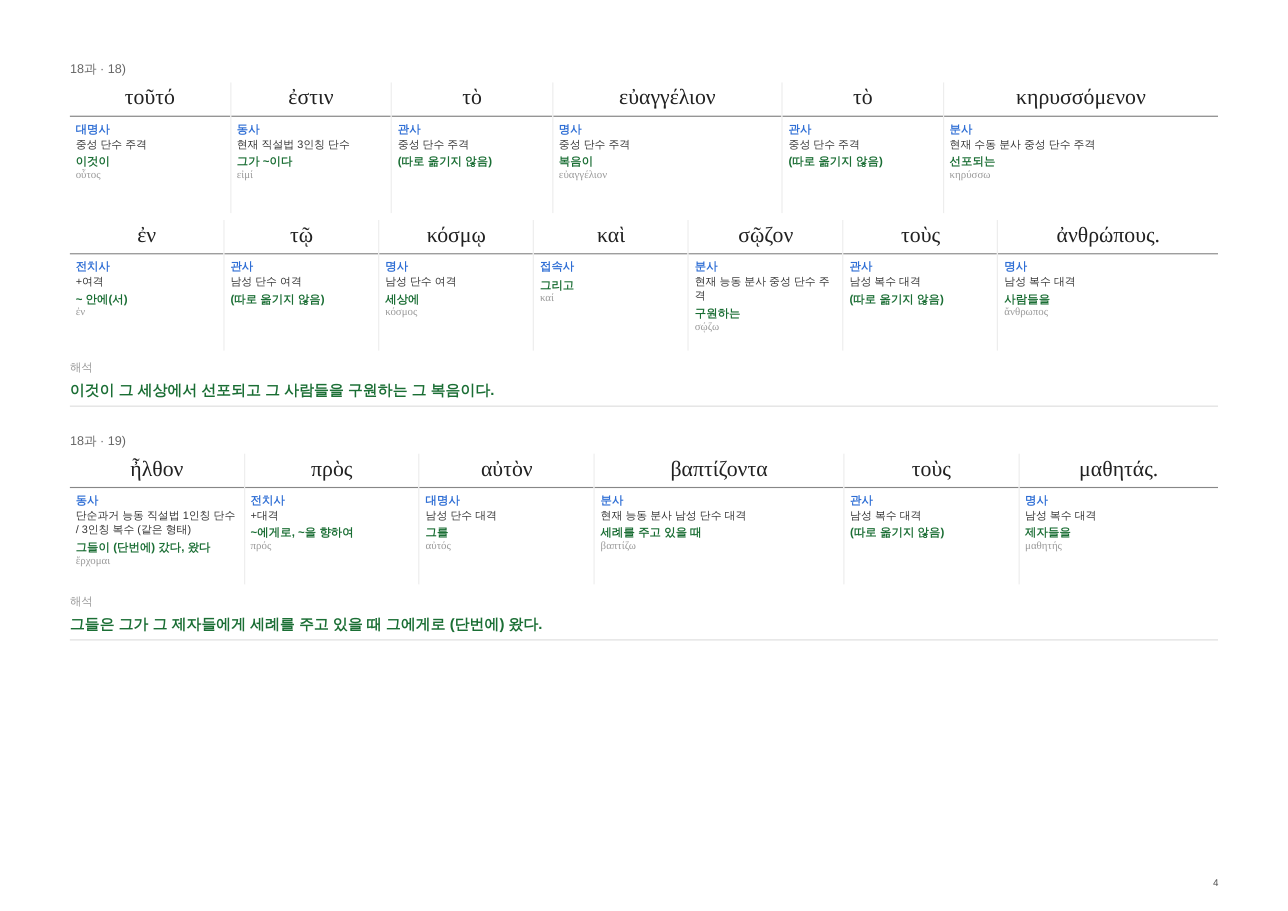 18과 · 18)
τοῦτό ἐστιν τὸ εὐαγγέλιον τὸ κηρυσσόμενον
대명사 동사 관사 명사 관사 분사
중성 단수 주격 현재 직설법 3인칭 단수 중성 단수 주격 중성 단수 주격 중성 단수 주격 현재 수동 분사 중성 단수 주격
이것이 그가 ~이다 (따로 옮기지 않음) 복음이 (따로 옮기지 않음) 선포되는
οὗτος εἰμί εὐαγγέλιον κηρύσσω
ἐν τῷ κόσμῳ καὶ σῷζον τοὺς ἀνθρώπους.
전치사 관사 명사 접속사 분사 관사 명사
+여격 남성 단수 여격 남성 단수 여격 그리고 현재 능동 분사 중성 단수 주 남성 복수 대격 남성 복수 대격
격
~ 안에(서) (따로 옮기지 않음) 세상에 καί 구원하는 (따로 옮기지 않음) 사람들을
ἐν κόσμος σῴζω ἄνθρωπος
해석
이것이 그 세상에서 선포되고 그 사람들을 구원하는 그 복음이다.
18과 · 19)
ἦλθον πρὸς αὐτὸν βαπτίζοντα τοὺς μαθητάς.
동사 전치사 대명사 분사 관사 명사
단순과거 능동 직설법 1인칭 단수 +대격 남성 단수 대격 현재 능동 분사 남성 단수 대격 남성 복수 대격 남성 복수 대격
/ 3인칭 복수 (같은 형태)
그들이 (단번에) 갔다, 왔다 ~에게로, ~을 향하여 그를 세례를 주고 있을 때 (따로 옮기지 않음) 제자들을
ἔρχομαι πρός αὐτός βαπτίζω μαθητής
해석
그들은 그가 그 제자들에게 세례를 주고 있을 때 그에게로 (단번에) 왔다.
4